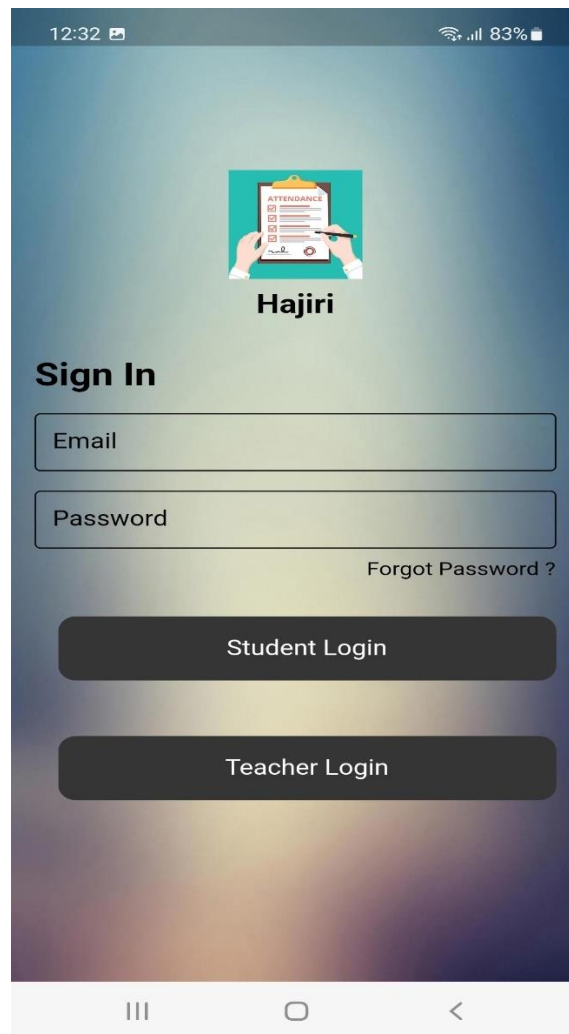 12:32 83%
ATTENDANCE
Hajiri
Sign In
Email
Password
Forgot Password ?
Student Login
Teacher Login